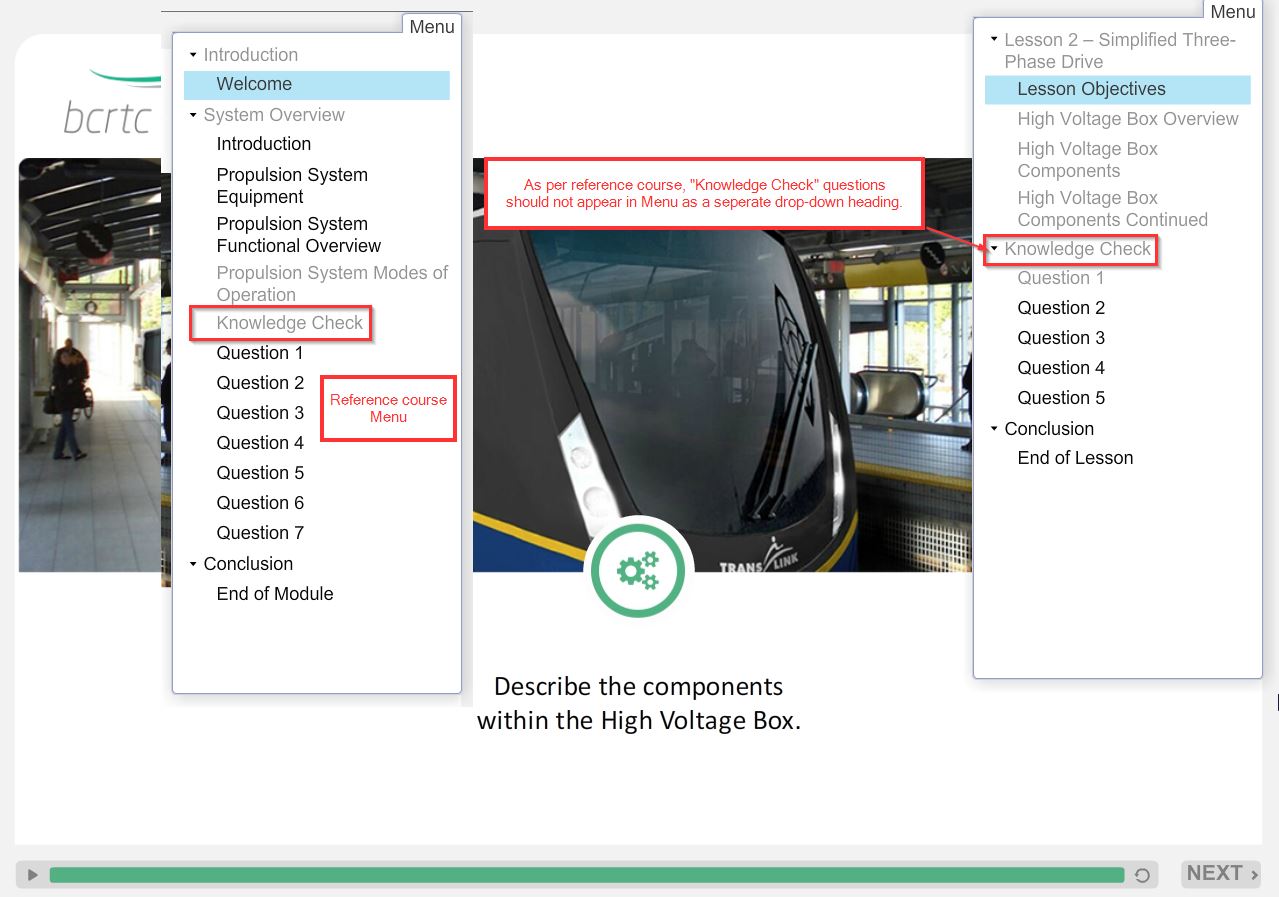 Menu
Introduction
Welcome
System Overview
Introduction
Propulsion System
Equipment
Propulsion System
Functional Overview
Propulsion System Modes of
Operation
Knowledge Check
Question 1
Question 2
Question 3
Question 4
Question 5
Question 6
Question 7
Conclusion
End of Module
Reference course
Menu
bcrtc
As per reference course, "Knowledge Check" questions
should not appear in Menu as a seperate drop-down heading.
TRANS LINK
Describe the components
within the High Voltage Box.
Menu
Lesson 2 – Simplified Three-
Phase Drive
Lesson Objectives
High Voltage Box Overview
High Voltage Box
Components
High Voltage Box
Components Continued
Knowledge Check
Question 1
Question 2
Question 3
Question 4
Question 5
Conclusion
End of Lesson
NEXT